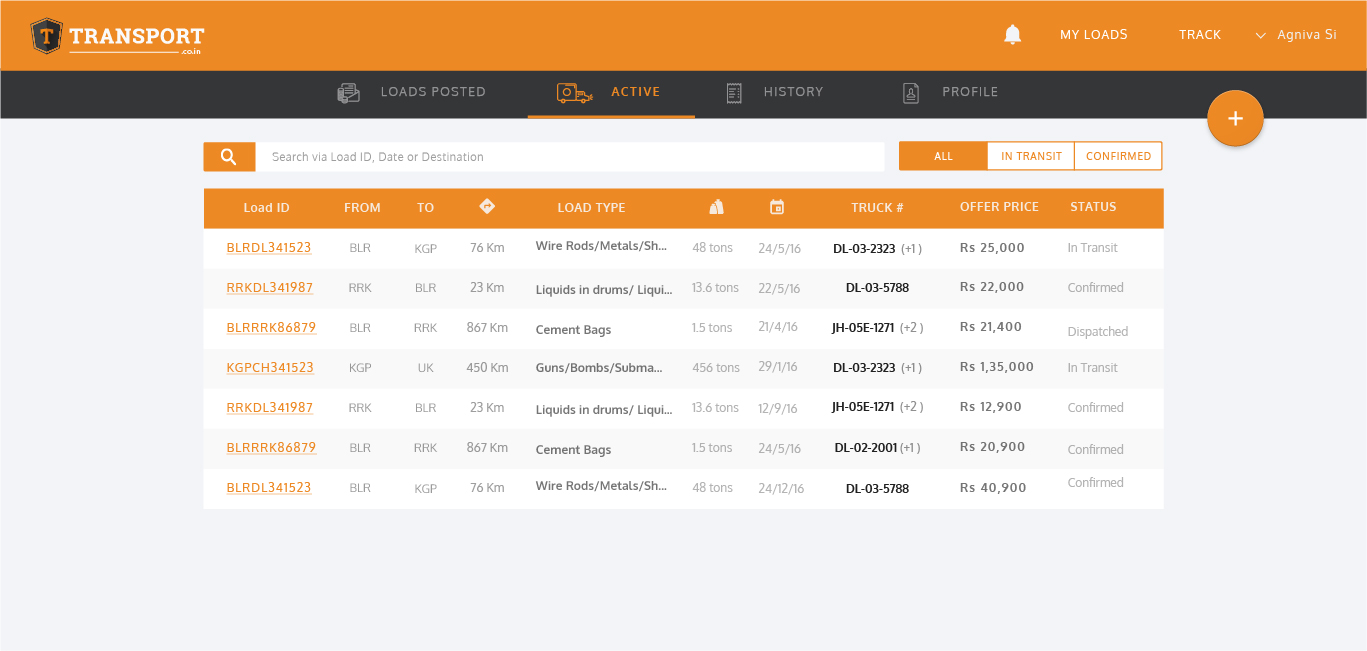 T TRANSPORT .co.in
MY LOADS TRACK Agniva Si
LOADS POSTED ACTIVE HISTORY PROFILE
+
Search via Load ID, Date or Destination ALL IN TRANSIT CONFIRMED
Load ID FROM TO LOAD TYPE TRUCK # OFFER PRICE STATUS
BLRDL341523 BLR KGP 76 Km Wire Rods/Metals/Sh... 48 tons 24/5/16 DL-03-2323 (+1 ) Rs 25,000 In Transit
RRKDL341987 RRK BLR 23 Km Liquids in drums/ Liqui... 13.6 tons 22/5/16 DL-03-5788 Rs 22,000 Confirmed
BLRRRK86879 BLR RRK 867 Km Cement Bags 1.5 tons 21/4/16 JH-05E-1271 (+2 ) Rs 21,400 Dispatched
KGPCH341523 KGP UK 450 Km Guns/Bombs/Subma... 456 tons 29/1/16 DL-03-2323 (+1 ) Rs 1,35,000 In Transit
RRKDL341987 RRK BLR 23 Km Liquids in drums/ Liqui... 13.6 tons 12/9/16 JH-05E-1271 (+2 ) Rs 12,900 Confirmed
BLRRRK86879 BLR RRK 867 Km Cement Bags 1.5 tons 24/5/16 DL-02-2001 (+1 ) Rs 20,900 Confirmed
BLRDL341523 BLR KGP 76 Km Wire Rods/Metals/Sh... 48 tons 24/12/16 DL-03-5788 Rs 40,900 Confirmed